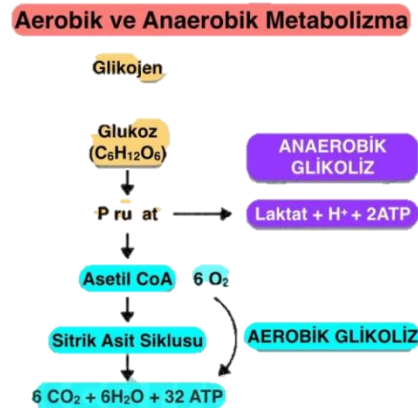 Aerobik ve Anaerobik Metabolizma
Glikojen
Glukoz
(C₆H₁₂O₆)
ANAEROBİK
GLİKOLİZ
P ru at
Laktat + H⁺ + 2ATP
Asetil CoA
6 O₂
Sitrik Asit Siklusu
AEROBİK GLİKOLİZ
6 CO₂ + 6H₂O + 32 ATP